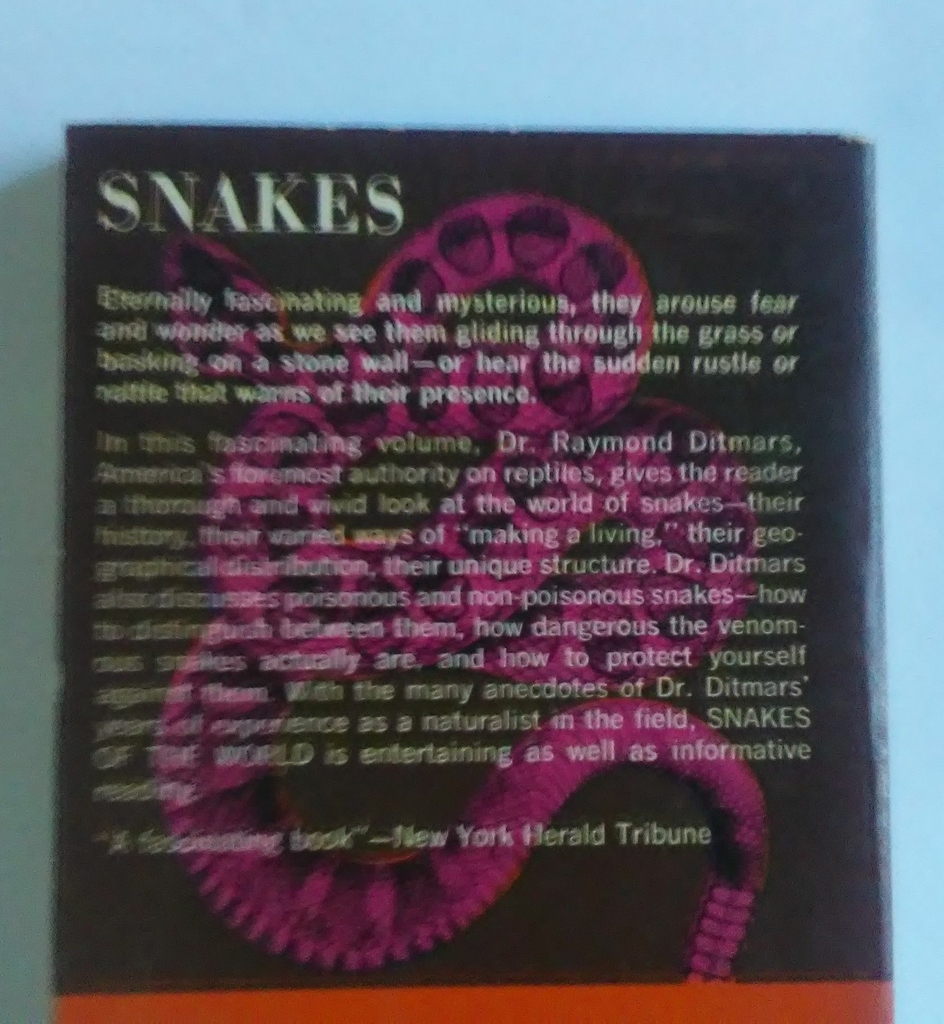 SNAKES
Eternally fascinating and mysterious, they arouse fear
and wonder as we see them gliding through the grass or
basking on a stone wall—or hear the sudden rustle or
rattle that warns of their presence.
In this fascinating volume, Dr. Raymond Ditmars,
America's foremost authority on reptiles, gives the reader
a thorough and vivid look at the world of snakes—their
history, their varied ways of "making a living," their geo-
graphical distribution, their unique structure. Dr. Ditmars
also discusses poisonous and non-poisonous snakes—how
to distinguish between them, how dangerous the venom-
ous snakes actually are, and how to protect yourself
against them. With the many anecdotes of Dr. Ditmars'
years of experience as a naturalist in the field, SNAKES
OF THE WORLD is entertaining as well as informative
reading.
"A fascinating book"—New York Herald Tribune